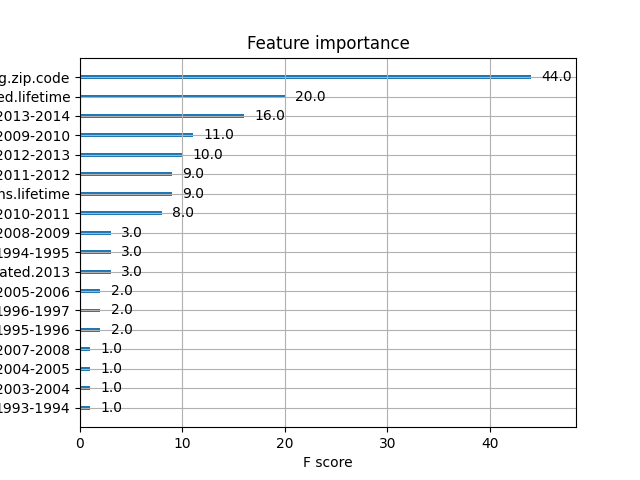 Feature importance
g.zip.code 44.0
ed.lifetime 20.0
2013-2014 16.0
2009-2010 11.0
2012-2013 10.0
2011-2012 9.0
ns.lifetime 9.0
2010-2011 8.0
2008-2009 3.0
1994-1995 3.0
ated.2013 3.0
2005-2006 2.0
1996-1997 2.0
1995-1996 2.0
2007-2008 1.0
2004-2005 1.0
2003-2004 1.0
1993-1994 1.0
0 10 20 30 40
F score